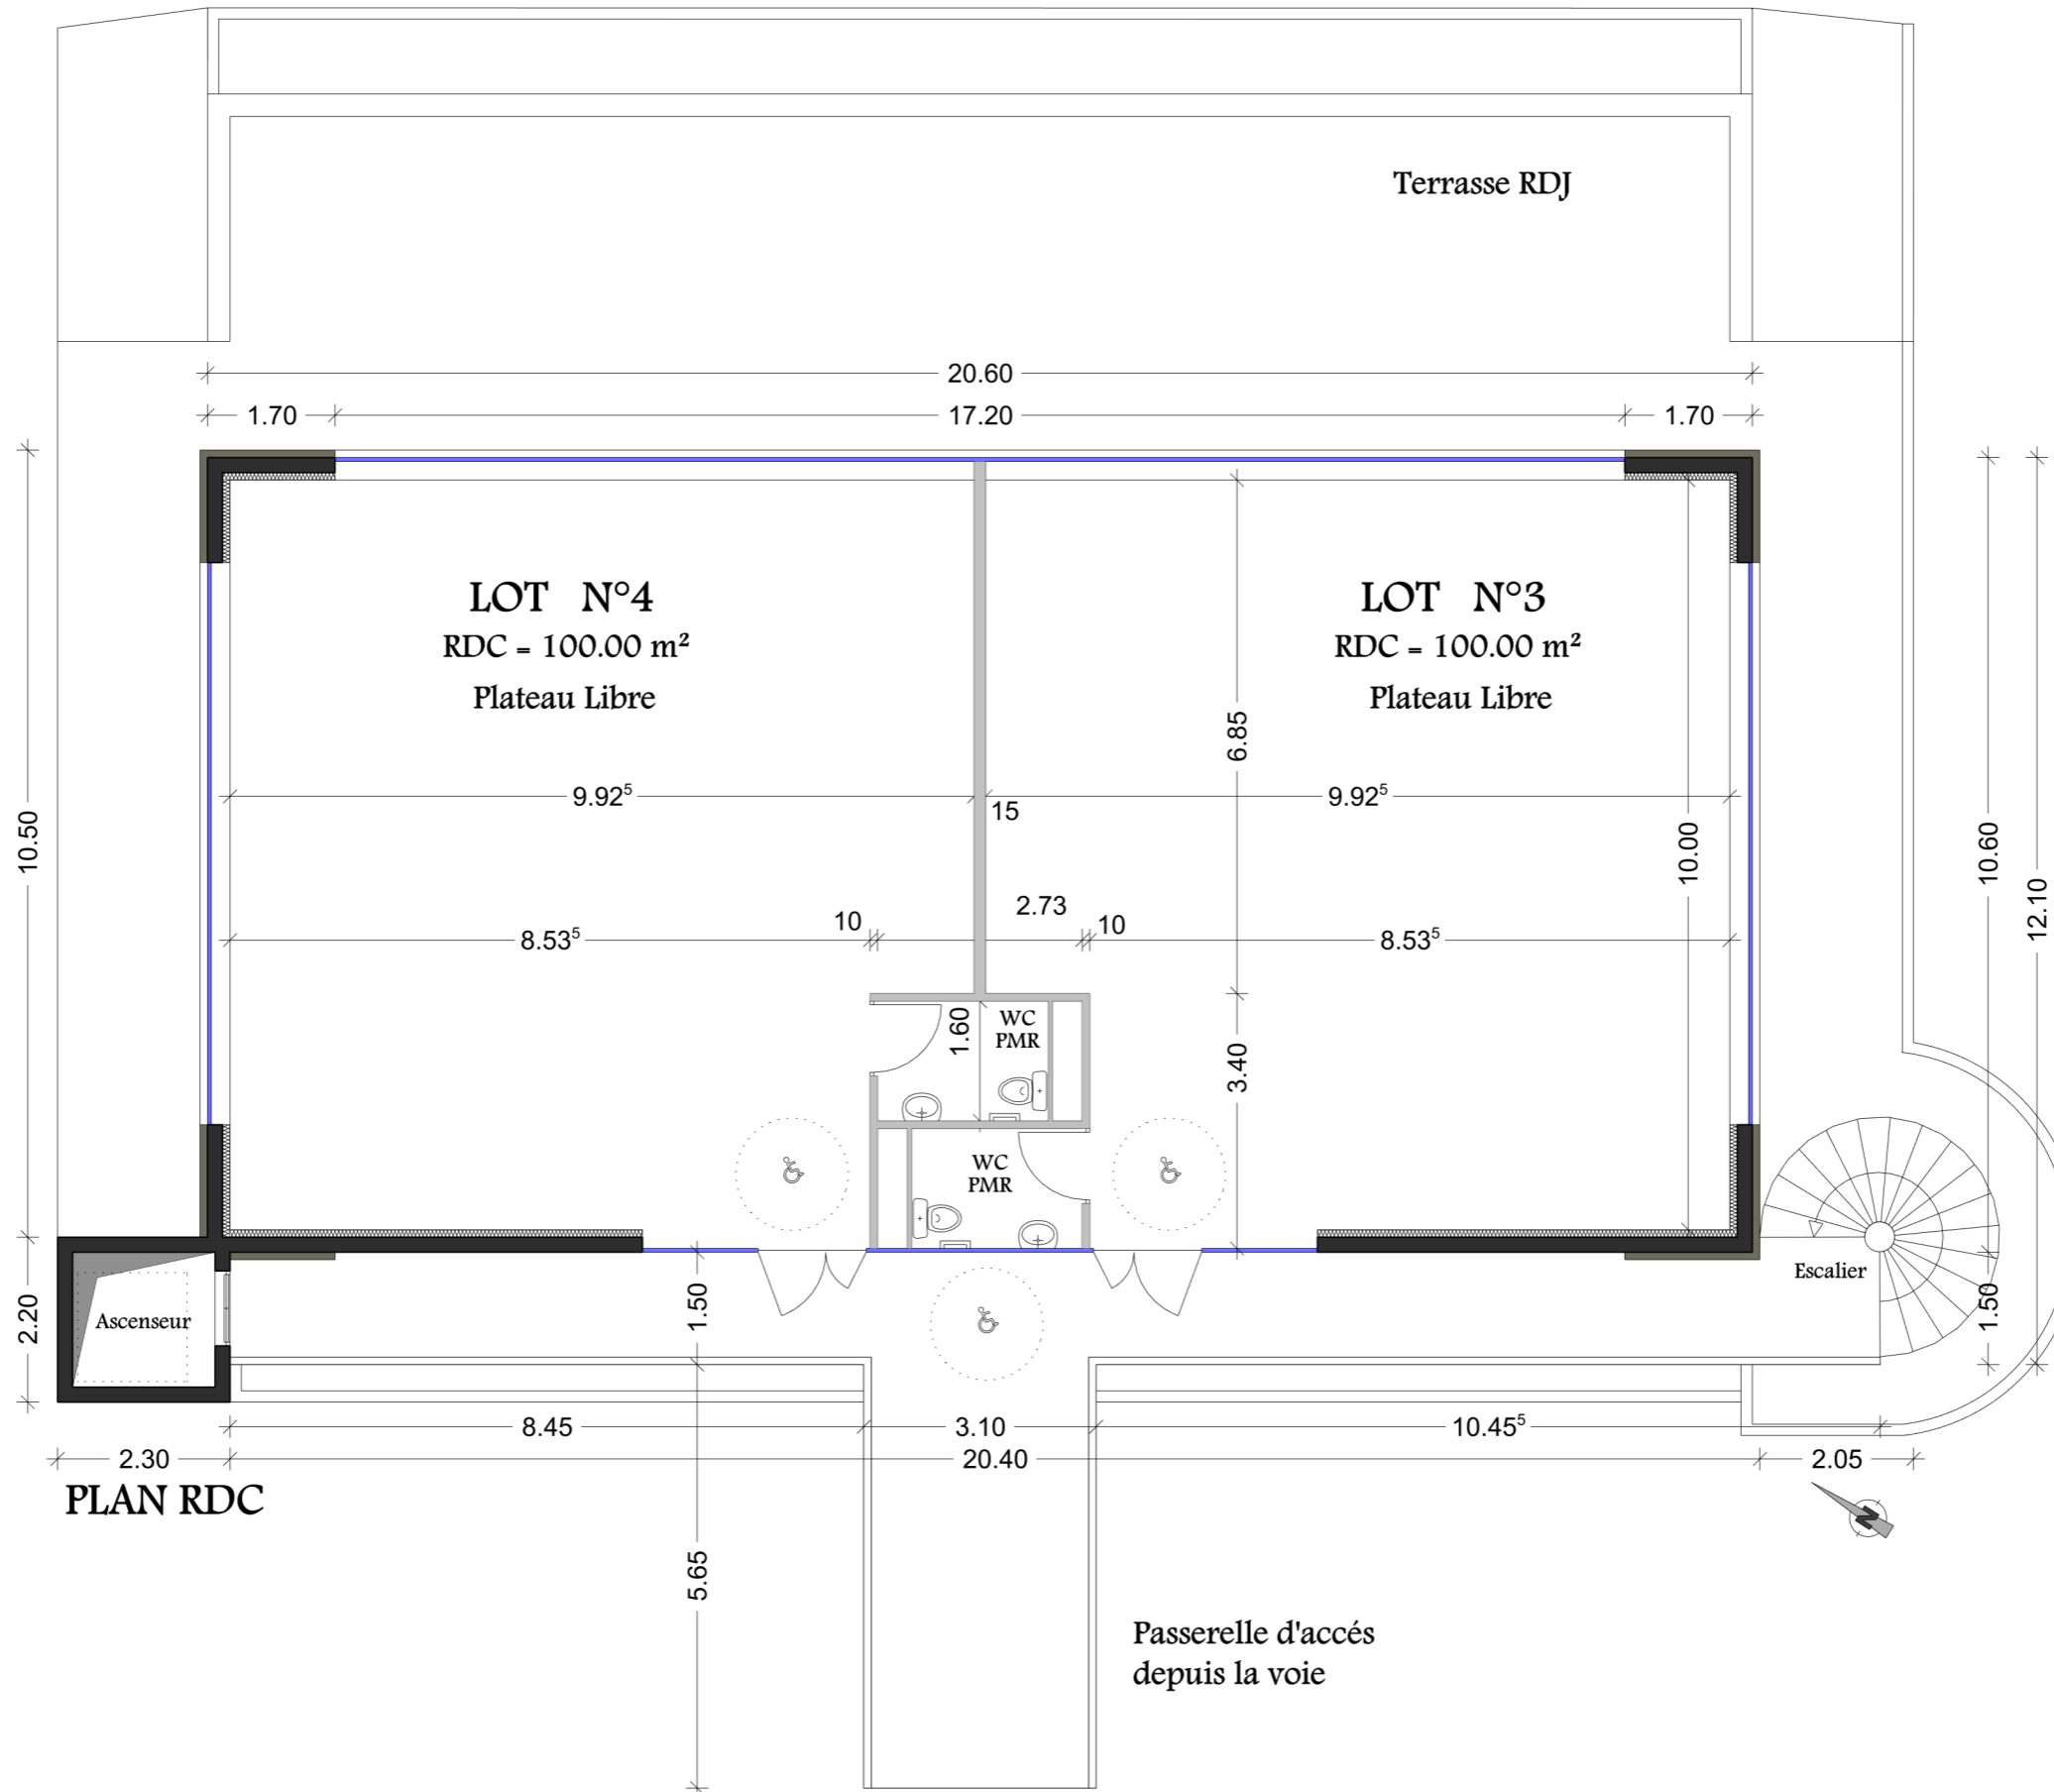 Terrasse RDJ
20.60
1.70
17.20
1.70
LOT N°4
RDC = 100.00 m²
Plateau Libre
LOT N°3
RDC = 100.00 m²
Plateau Libre
6.85
9.92⁵
15
9.92⁵
10.50
10.00
10.60
12.10
2.73
10
10
8.53⁵
8.53⁵
1.60
WC
PMR
3.40
WC
PMR
Escalier
1.50
1.50
2.20
Ascenseur
8.45
3.10
10.45⁵
2.30
20.40
2.05
PLAN RDC
N
5.65
Passerelle d'accés
depuis la voie